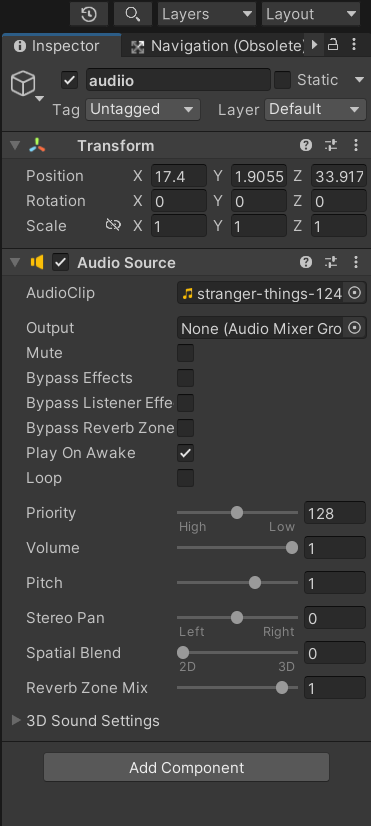 Layers Layout
Inspector Navigation (Obsolete)
audiio Static
Tag Untagged Layer Default
Transform
Position X 17.4 Y 1.9055 Z 33.917
Rotation X 0 Y 0 Z 0
Scale X 1 Y 1 Z 1
Audio Source
AudioClip stranger-things-124
Output None (Audio Mixer Gro
Mute
Bypass Effects
Bypass Listener Effe
Bypass Reverb Zone
Play On Awake
Loop
Priority 128
High Low
Volume 1
Pitch 1
Stereo Pan 0
Left Right
Spatial Blend 0
2D 3D
Reverb Zone Mix 1
3D Sound Settings
Add Component